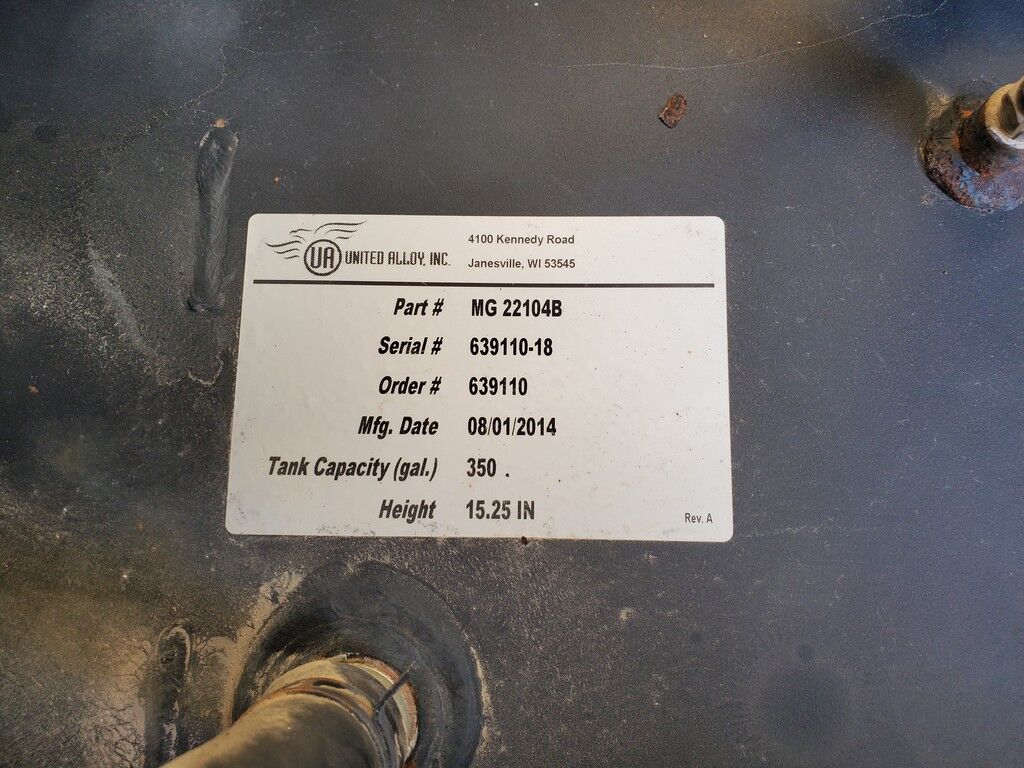 UA UNITED ALLOY, INC.
4100 Kennedy Road
Janesville, WI 53545
Part # MG 22104B
Serial # 639110-18
Order # 639110
Mfg. Date 08/01/2014
Tank Capacity (gal.) 350 .
Height 15.25 IN
Rev. A